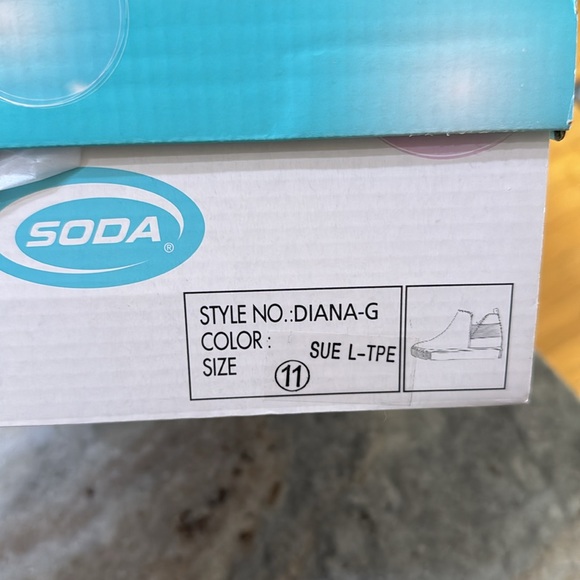 SODA®
STYLE NO.:DIANA-G
COLOR : SUE L-TPE
SIZE 11